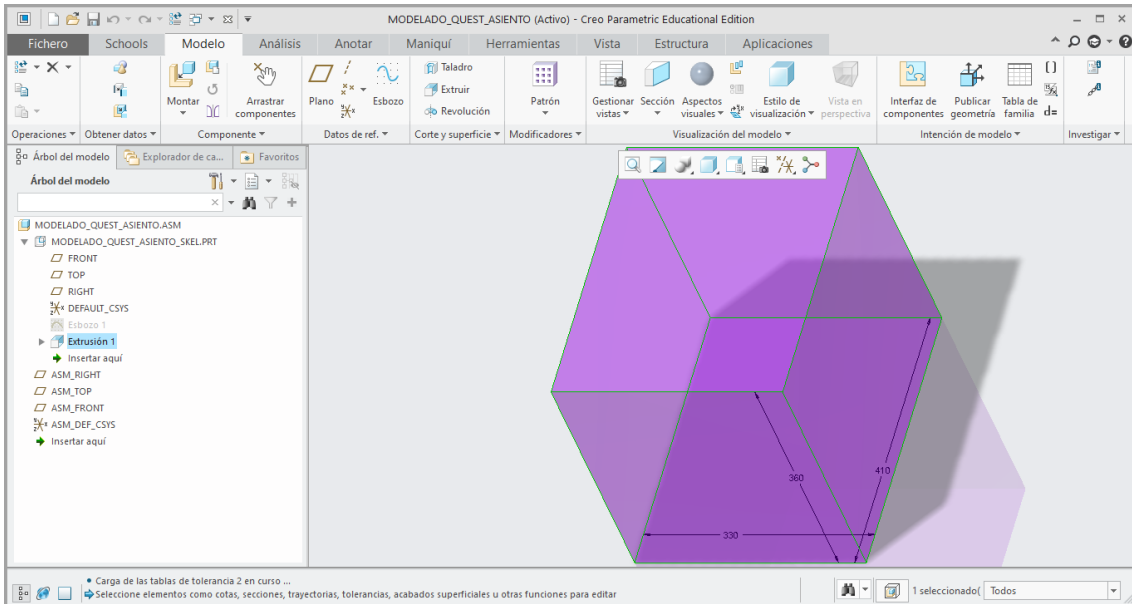 MODELADO_QUEST_ASIENTO (Activo) - Creo Parametric Educational Edition
Fichero Schools Modelo Análisis Anotar Maniquí Herramientas Vista Estructura Aplicaciones
Montar Arrastrar componentes Plano Esbozo Taladro Extruir Revolución Patrón Gestionar vistas Sección Aspectos visuales Estilo de visualización Vista en perspectiva Interfaz de componentes Publicar geometría Tabla de familia d=
Operaciones Obtener datos Componente Datos de ref. Corte y superficie Modificadores Visualización del modelo Intención de modelo Investigar
Árbol del modelo Explorador de ca... Favoritos
Árbol del modelo
MODELADO_QUEST_ASIENTO.ASM
MODELADO_QUEST_ASIENTO_SKEL.PRT
FRONT
TOP
RIGHT
DEFAULT_CSYS
Esbozo 1
Extrusión 1
Insertar aquí
ASM_RIGHT
ASM_TOP
ASM_FRONT
ASM_DEF_CSYS
Insertar aquí
410
360
330
Carga de las tablas de tolerancia 2 en curso ...
Seleccione elementos como cotas, secciones, trayectorias, tolerancias, acabados superficiales u otras funciones para editar
1 seleccionado( Todos